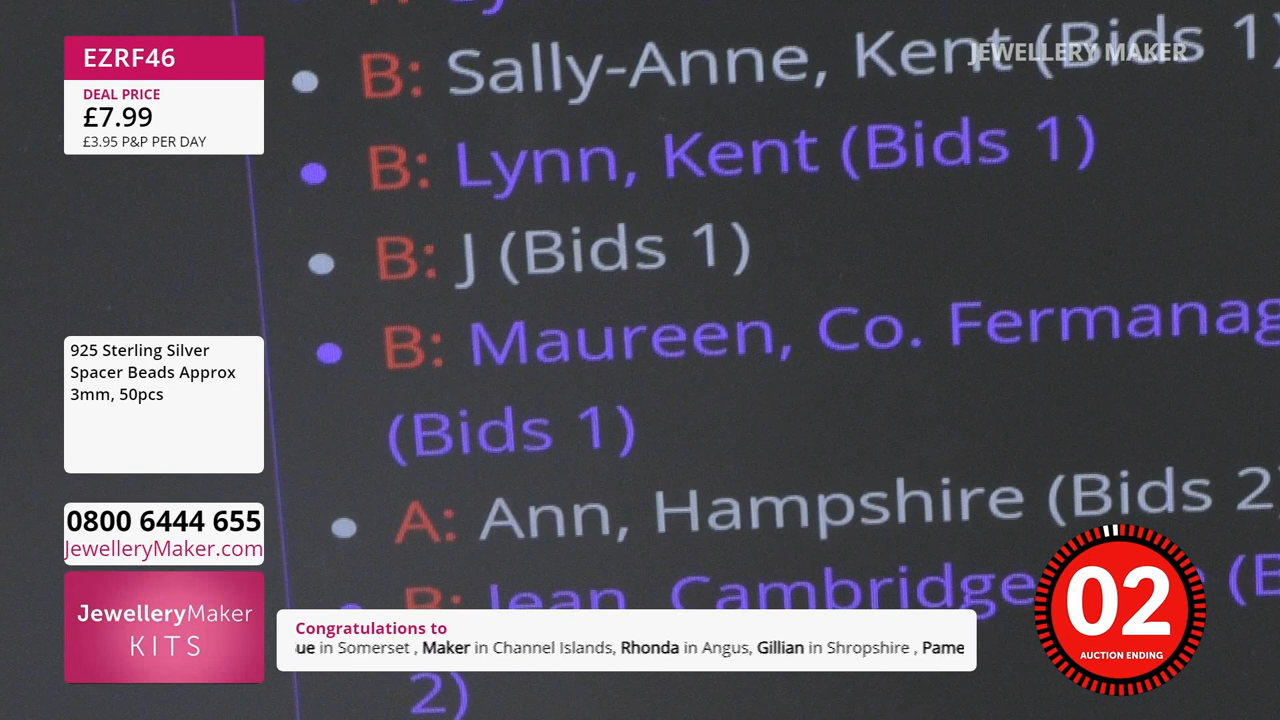 EZRF46
DEAL PRICE
£7.99
£3.95 P&P PER DAY
B: Sally-Anne, Kent (Bids 1)
JEWELLERY MAKER
B: Lynn, Kent (Bids 1)
B: J (Bids 1)
B: Maureen, Co. Fermanag
(Bids 1)
A: Ann, Hampshire (Bids 2)
B: Jean, Cambridge
2)
925 Sterling Silver
Spacer Beads Approx
3mm, 50pcs
0800 6444 655
JewelleryMaker.com
JewelleryMaker
KITS
Congratulations to
ue in Somerset , Maker in Channel Islands, Rhonda in Angus, Gillian in Shropshire , Pame
02
AUCTION ENDING